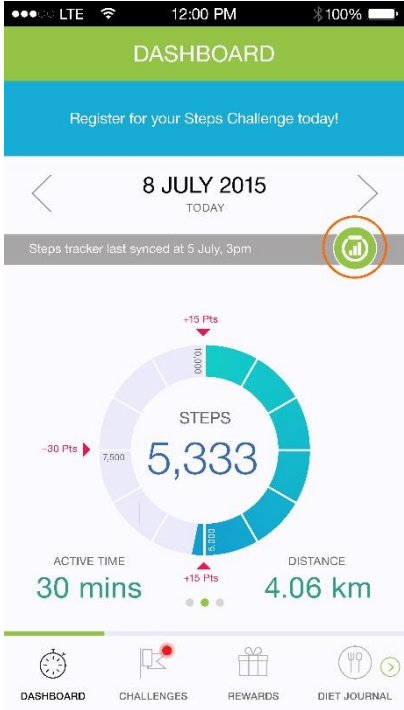 LTE 12:00 PM 100%
DASHBOARD
Register for your Steps Challenge today!
8 JULY 2015
TODAY
Steps tracker last synced at 5 July, 3pm
+15 Pts
10,000
STEPS
5,333
-30 Pts
7,500
5,000
+15 Pts
ACTIVE TIME
30 mins
DISTANCE
4.06 km
DASHBOARD CHALLENGES REWARDS DIET JOURNAL